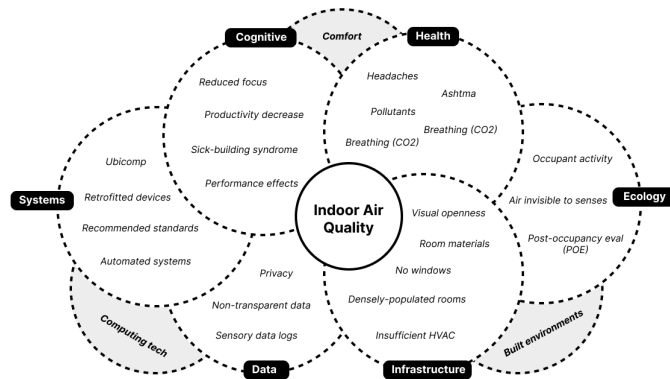 Cognitive
Comfort
Health
Reduced focus
Productivity decrease
Sick-building syndrome
Performance effects
Headaches
Ashtma
Pollutants
Breathing (CO2)
Breathing (CO2)
Systems
Ubicomp
Retrofitted devices
Recommended standards
Automated systems
Indoor Air
Quality
Ecology
Occupant activity
Air invisible to senses
Post-occupancy eval
(POE)
Visual openness
Room materials
No windows
Densely-populated rooms
Insufficient HVAC
Privacy
Non-transparent data
Sensory data logs
Computing tech
Data
Infrastructure
Built environments